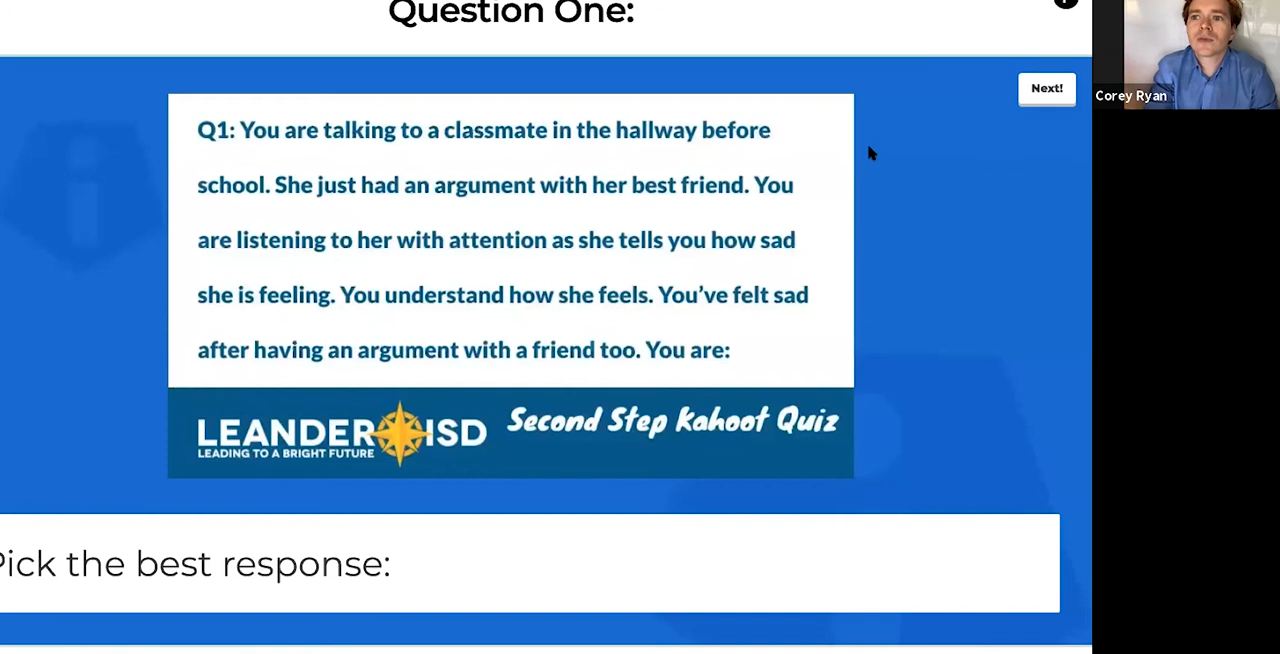 Question One:
Next!
Corey Ryan
Q1: You are talking to a classmate in the hallway before
school. She just had an argument with her best friend. You
are listening to her with attention as she tells you how sad
she is feeling. You understand how she feels. You’ve felt sad
after having an argument with a friend too. You are:
LEANDER ISD
LEADING TO A BRIGHT FUTURE
Second Step Kahoot Quiz
Pick the best response: